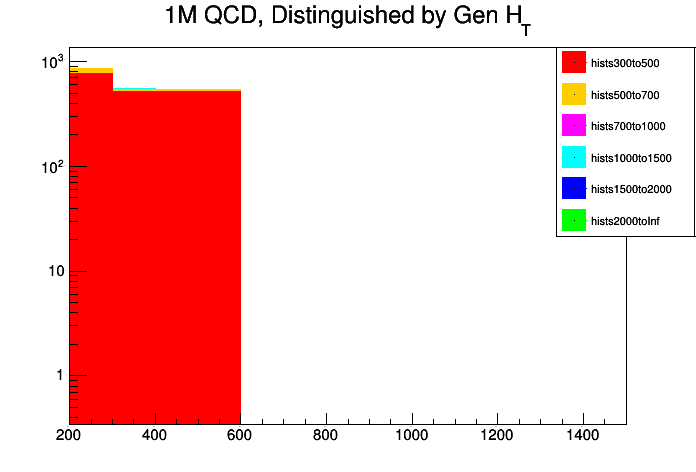 1M QCD, Distinguished by Gen H_T
10³
10²
10
1
200 400 600 800 1000 1200 1400
hists300to500
hists500to700
hists700to1000
hists1000to1500
hists1500to2000
hists2000toInf